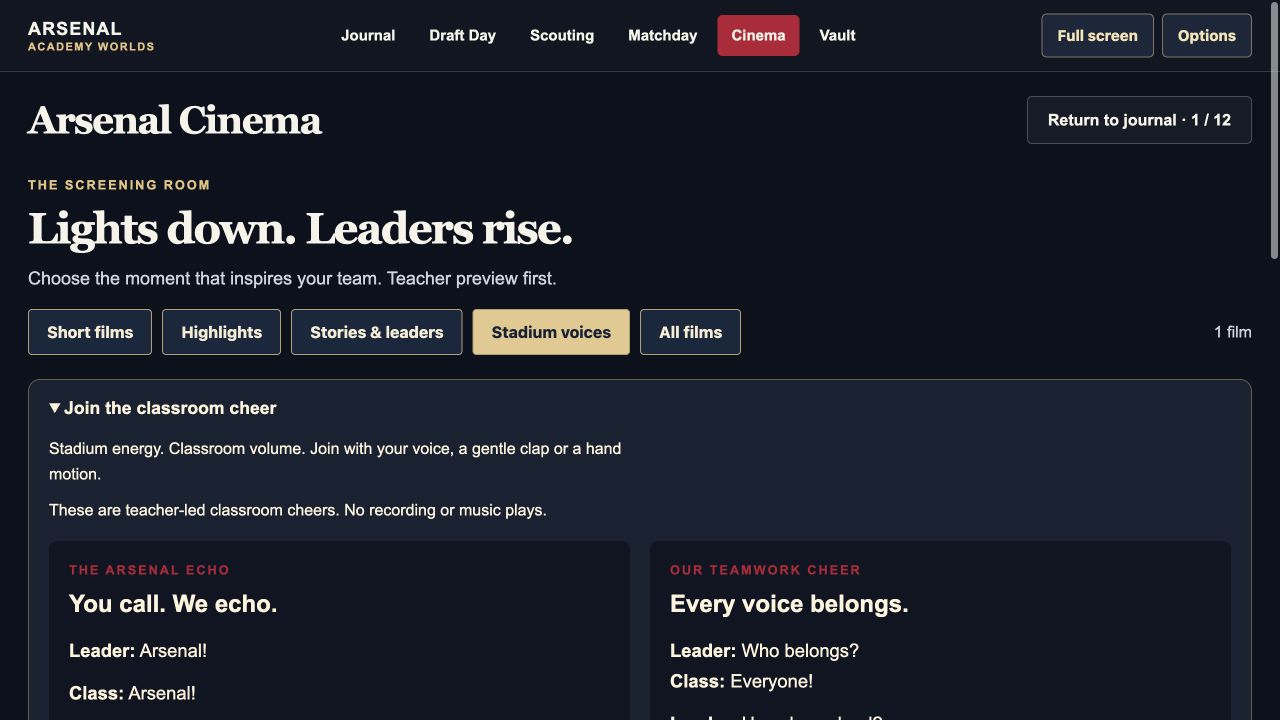 ARSENAL
ACADEMY WORLDS
Journal
Draft Day
Scouting
Matchday
Cinema
Vault
Full screen
Options
Arsenal Cinema
Return to journal · 1 / 12
THE SCREENING ROOM
Lights down. Leaders rise.
Choose the moment that inspires your team. Teacher preview first.
Short films
Highlights
Stories & leaders
Stadium voices
All films
1 film
Join the classroom cheer
Stadium energy. Classroom volume. Join with your voice, a gentle clap or a hand
motion.
These are teacher-led classroom cheers. No recording or music plays.
THE ARSENAL ECHO
You call. We echo.
Leader: Arsenal!
Class: Arsenal!
OUR TEAMWORK CHEER
Every voice belongs.
Leader: Who belongs?
Class: Everyone!